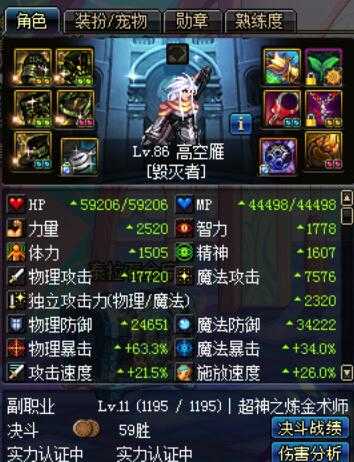 角色 装扮/宠物 勋章 熟练度
Lv.86 高空雁
[毁灭者]
HP 59206/59206 MP 44498/44498
力量 2520 智力 1778
体力 1505 精神 1607
物理攻击 17720 魔法攻击 7576
独立攻击力(物理/魔法) 2320
物理防御 24651 魔法防御 34222
物理暴击 +63.3% 魔法暴击 +34.0%
攻击速度 +21.5% 施放速度 +26.0%
副职业 Lv.11 (1195 / 1195) | 超神之炼金术师
决斗 59胜 决斗战绩
实力认证中 实力认证中 伤害分析